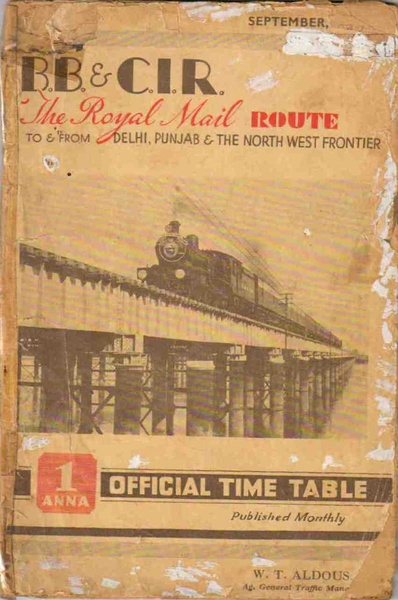 SEPTEMBER,
B.B. & C.I.R.
The Royal Mail ROUTE
TO & FROM DELHI, PUNJAB & THE NORTH WEST FRONTIER
1
ANNA
OFFICIAL TIME TABLE
Published Monthly
W. T. ALDOUS
Ag. General Traffic Mana